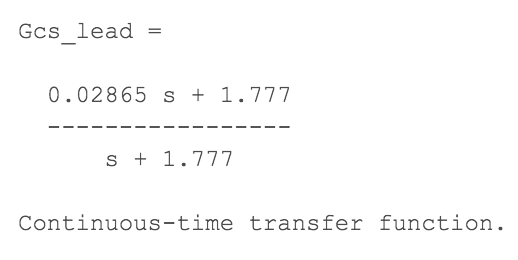 Gcs_lead =
0.02865 s + 1.777
-----------------
s + 1.777
Continuous-time transfer function.